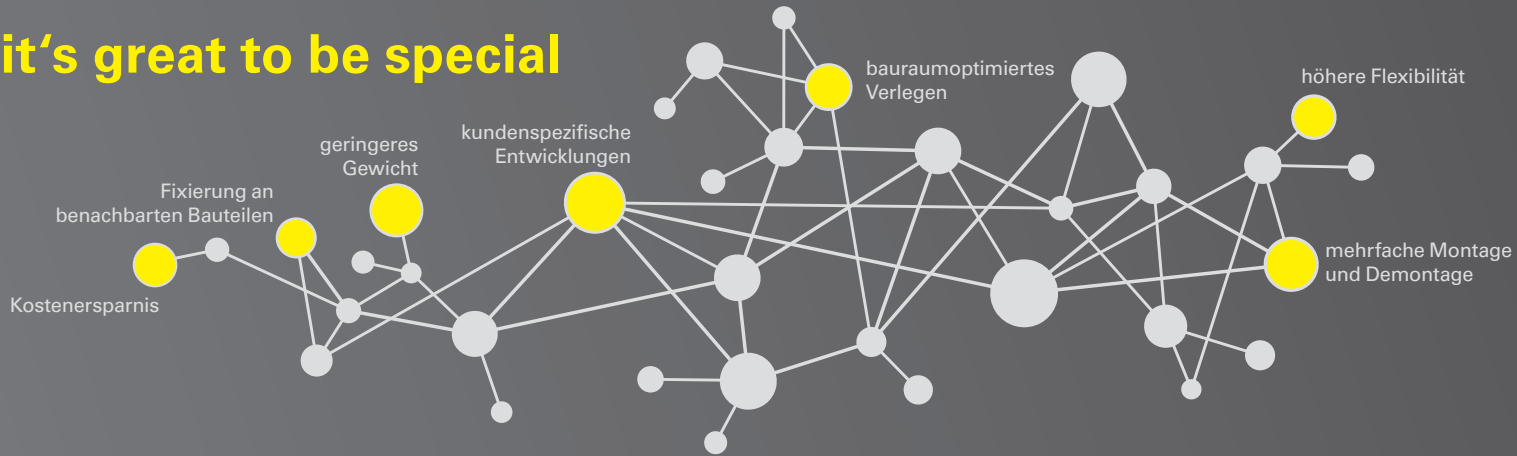 it‘s great to be special
Kostenersparnis
Fixierung an
benachbarten Bauteilen
geringeres
Gewicht
kundenspezifische
Entwicklungen
bauraumoptimiertes
Verlegen
höhere Flexibilität
mehrfache Montage
und Demontage